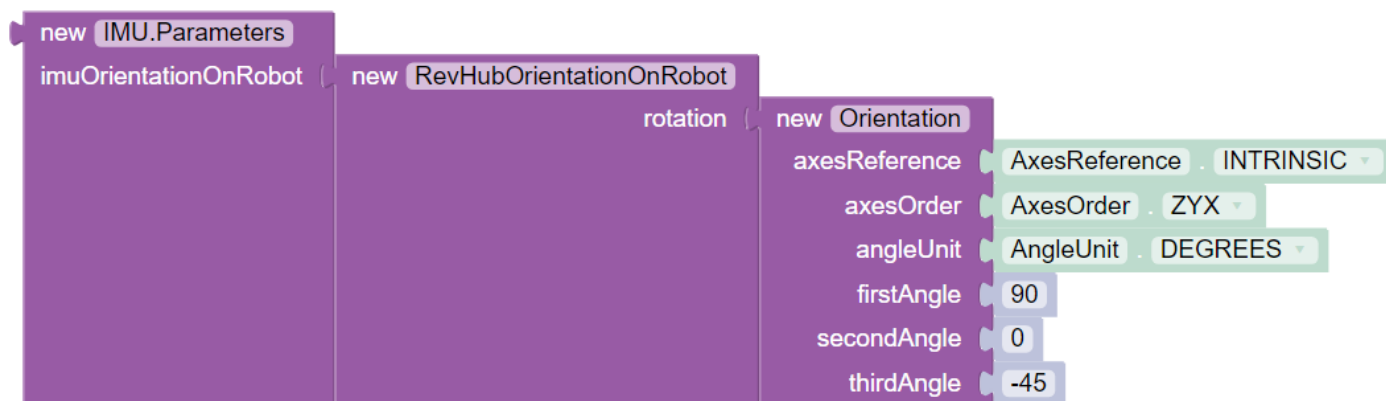 new IMU.Parameters
imuOrientationOnRobot new RevHubOrientationOnRobot
rotation new Orientation
axesReference AxesReference . INTRINSIC
axesOrder AxesOrder . ZYX
angleUnit AngleUnit . DEGREES
firstAngle 90
secondAngle 0
thirdAngle -45